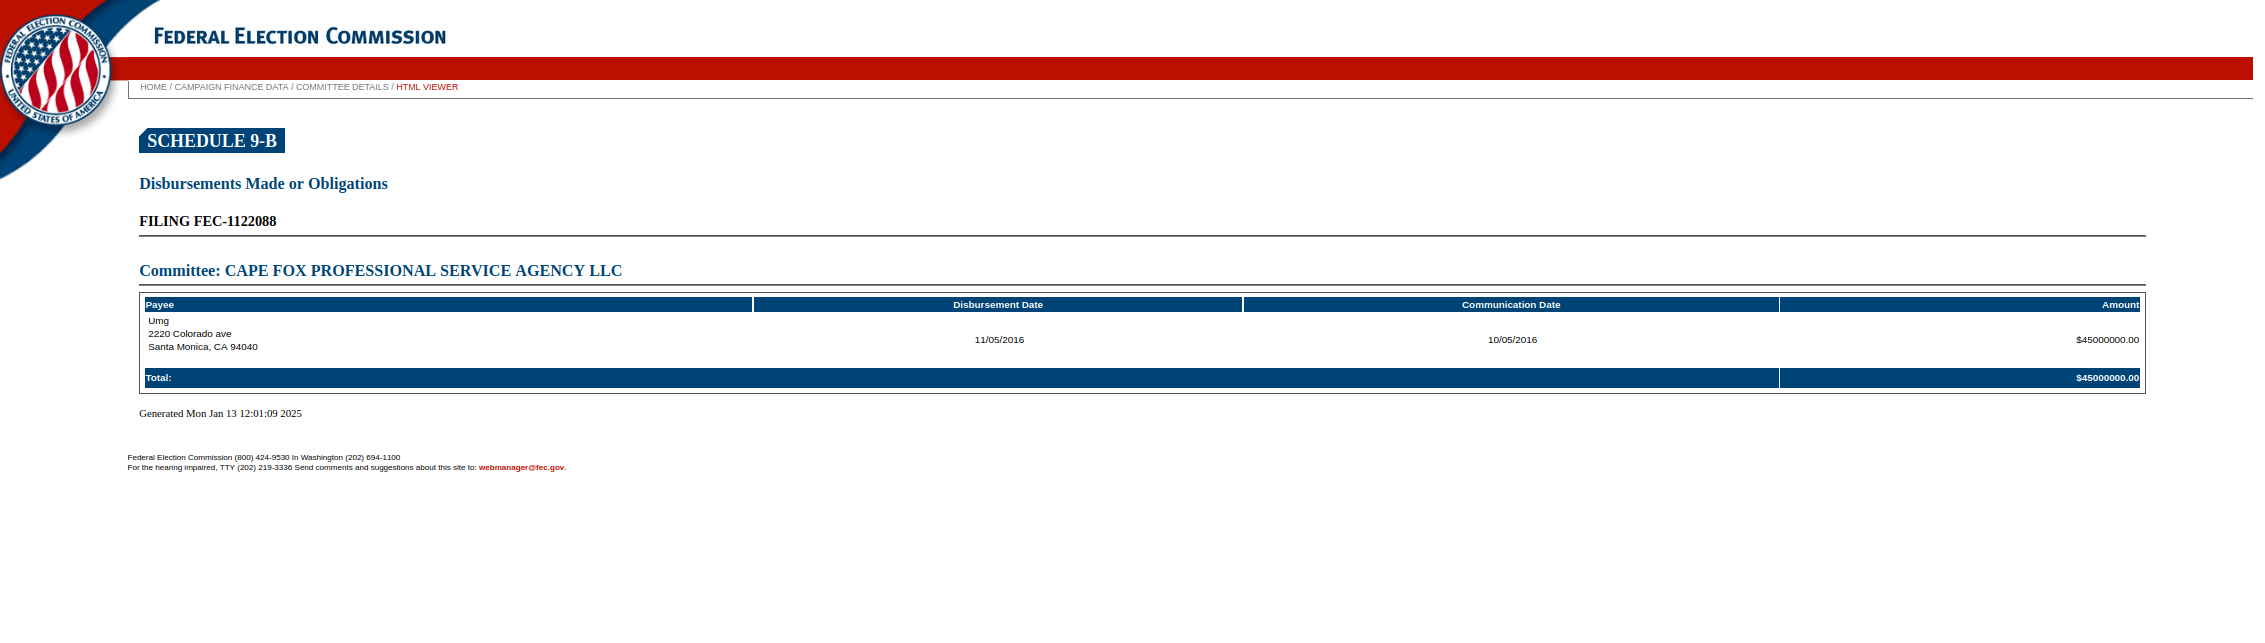 FEDERAL ELECTION COMMISSION
UNITED STATES OF AMERICA
FEDERAL ELECTION COMMISSION
HOME / CAMPAIGN FINANCE DATA / COMMITTEE DETAILS / HTML VIEWER
SCHEDULE 9-B
Disbursements Made or Obligations
FILING FEC-1122088
Committee: CAPE FOX PROFESSIONAL SERVICE AGENCY LLC
Payee Disbursement Date Communication Date Amount
Umg
2220 Colorado ave
Santa Monica, CA 94040
11/05/2016 10/05/2016 $45000000.00
Total: $45000000.00
Generated Mon Jan 13 12:01:09 2025
Federal Election Commission (800) 424-9530 In Washington (202) 694-1100
For the hearing impaired, TTY (202) 219-3336 Send comments and suggestions about this site to: webmanager@fec.gov.